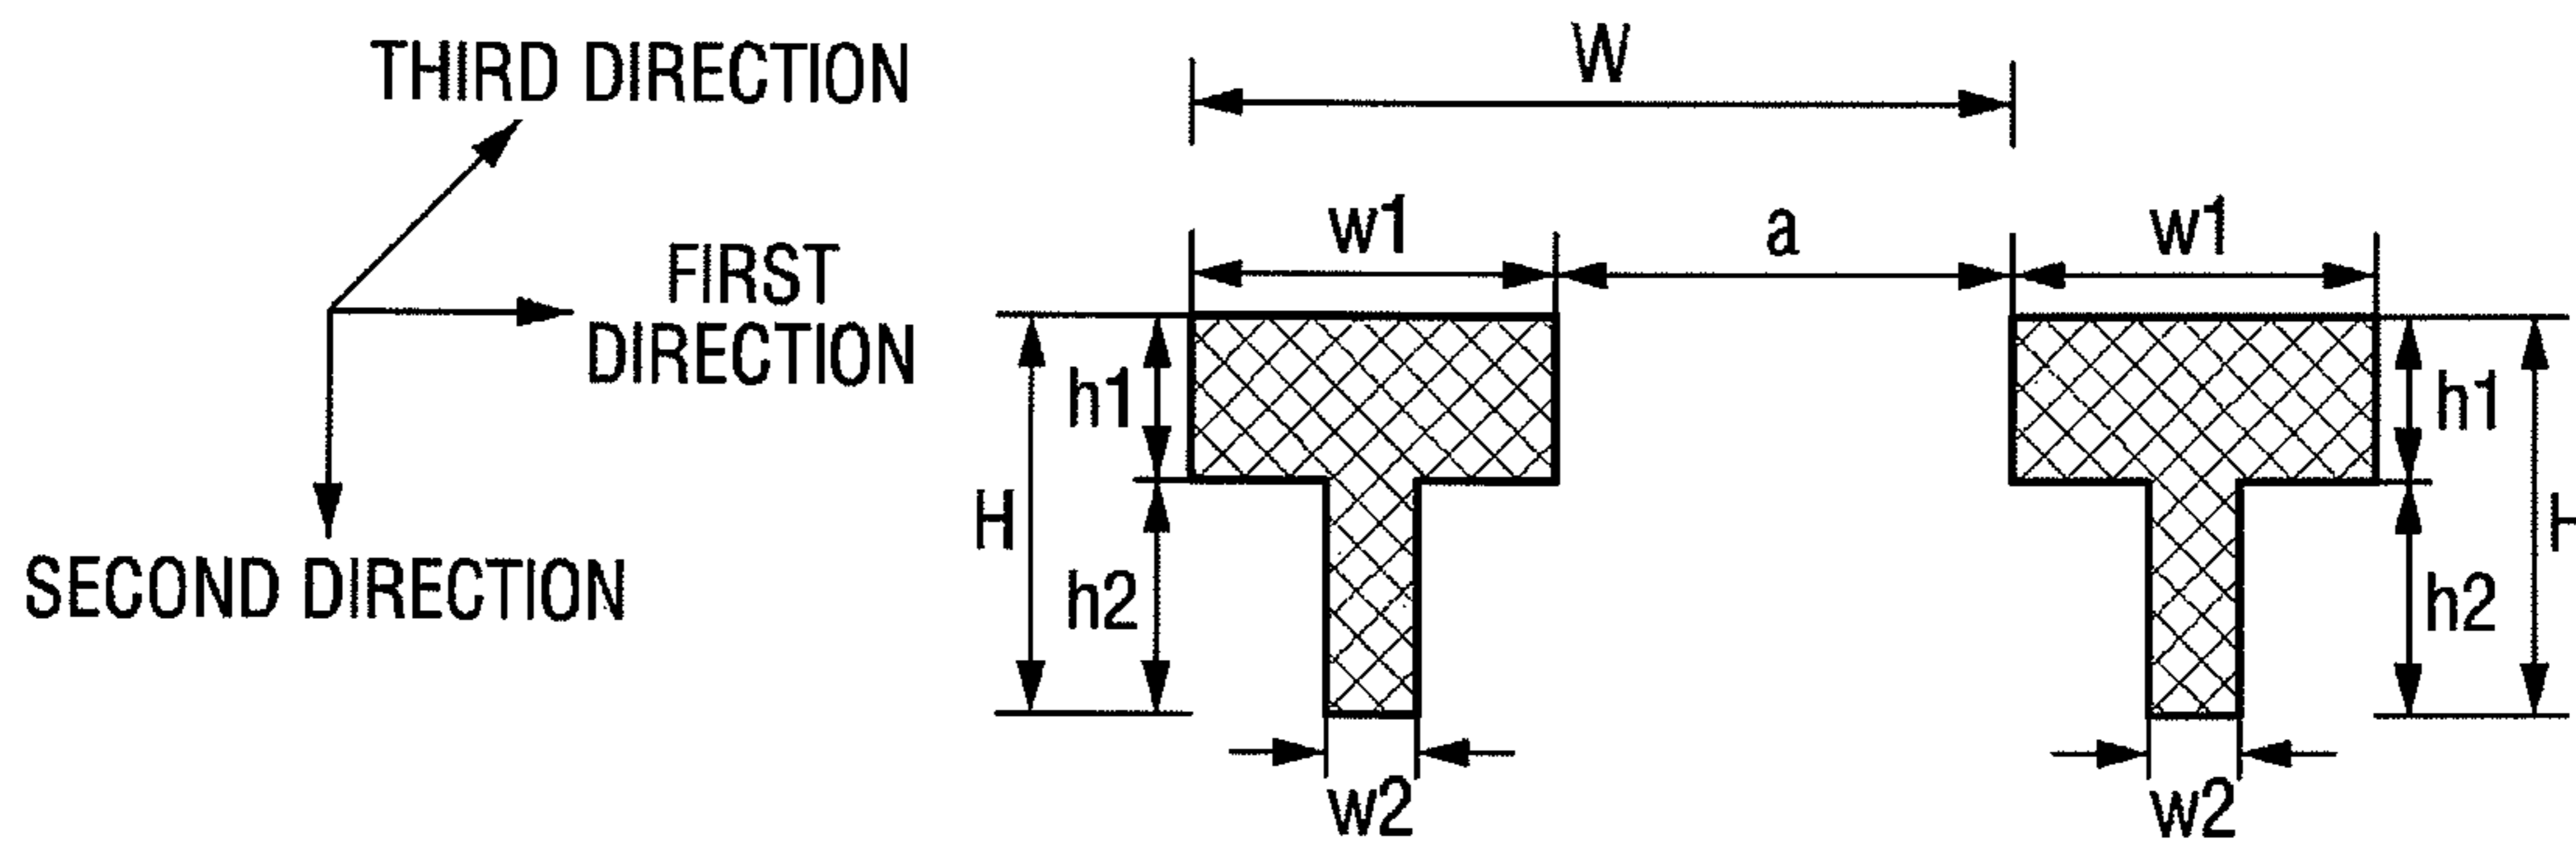 THIRD DIRECTION
FIRST
DIRECTION
SECOND DIRECTION
W
w1
a
w1
h1
H
h2
w2
h1
h2
w2